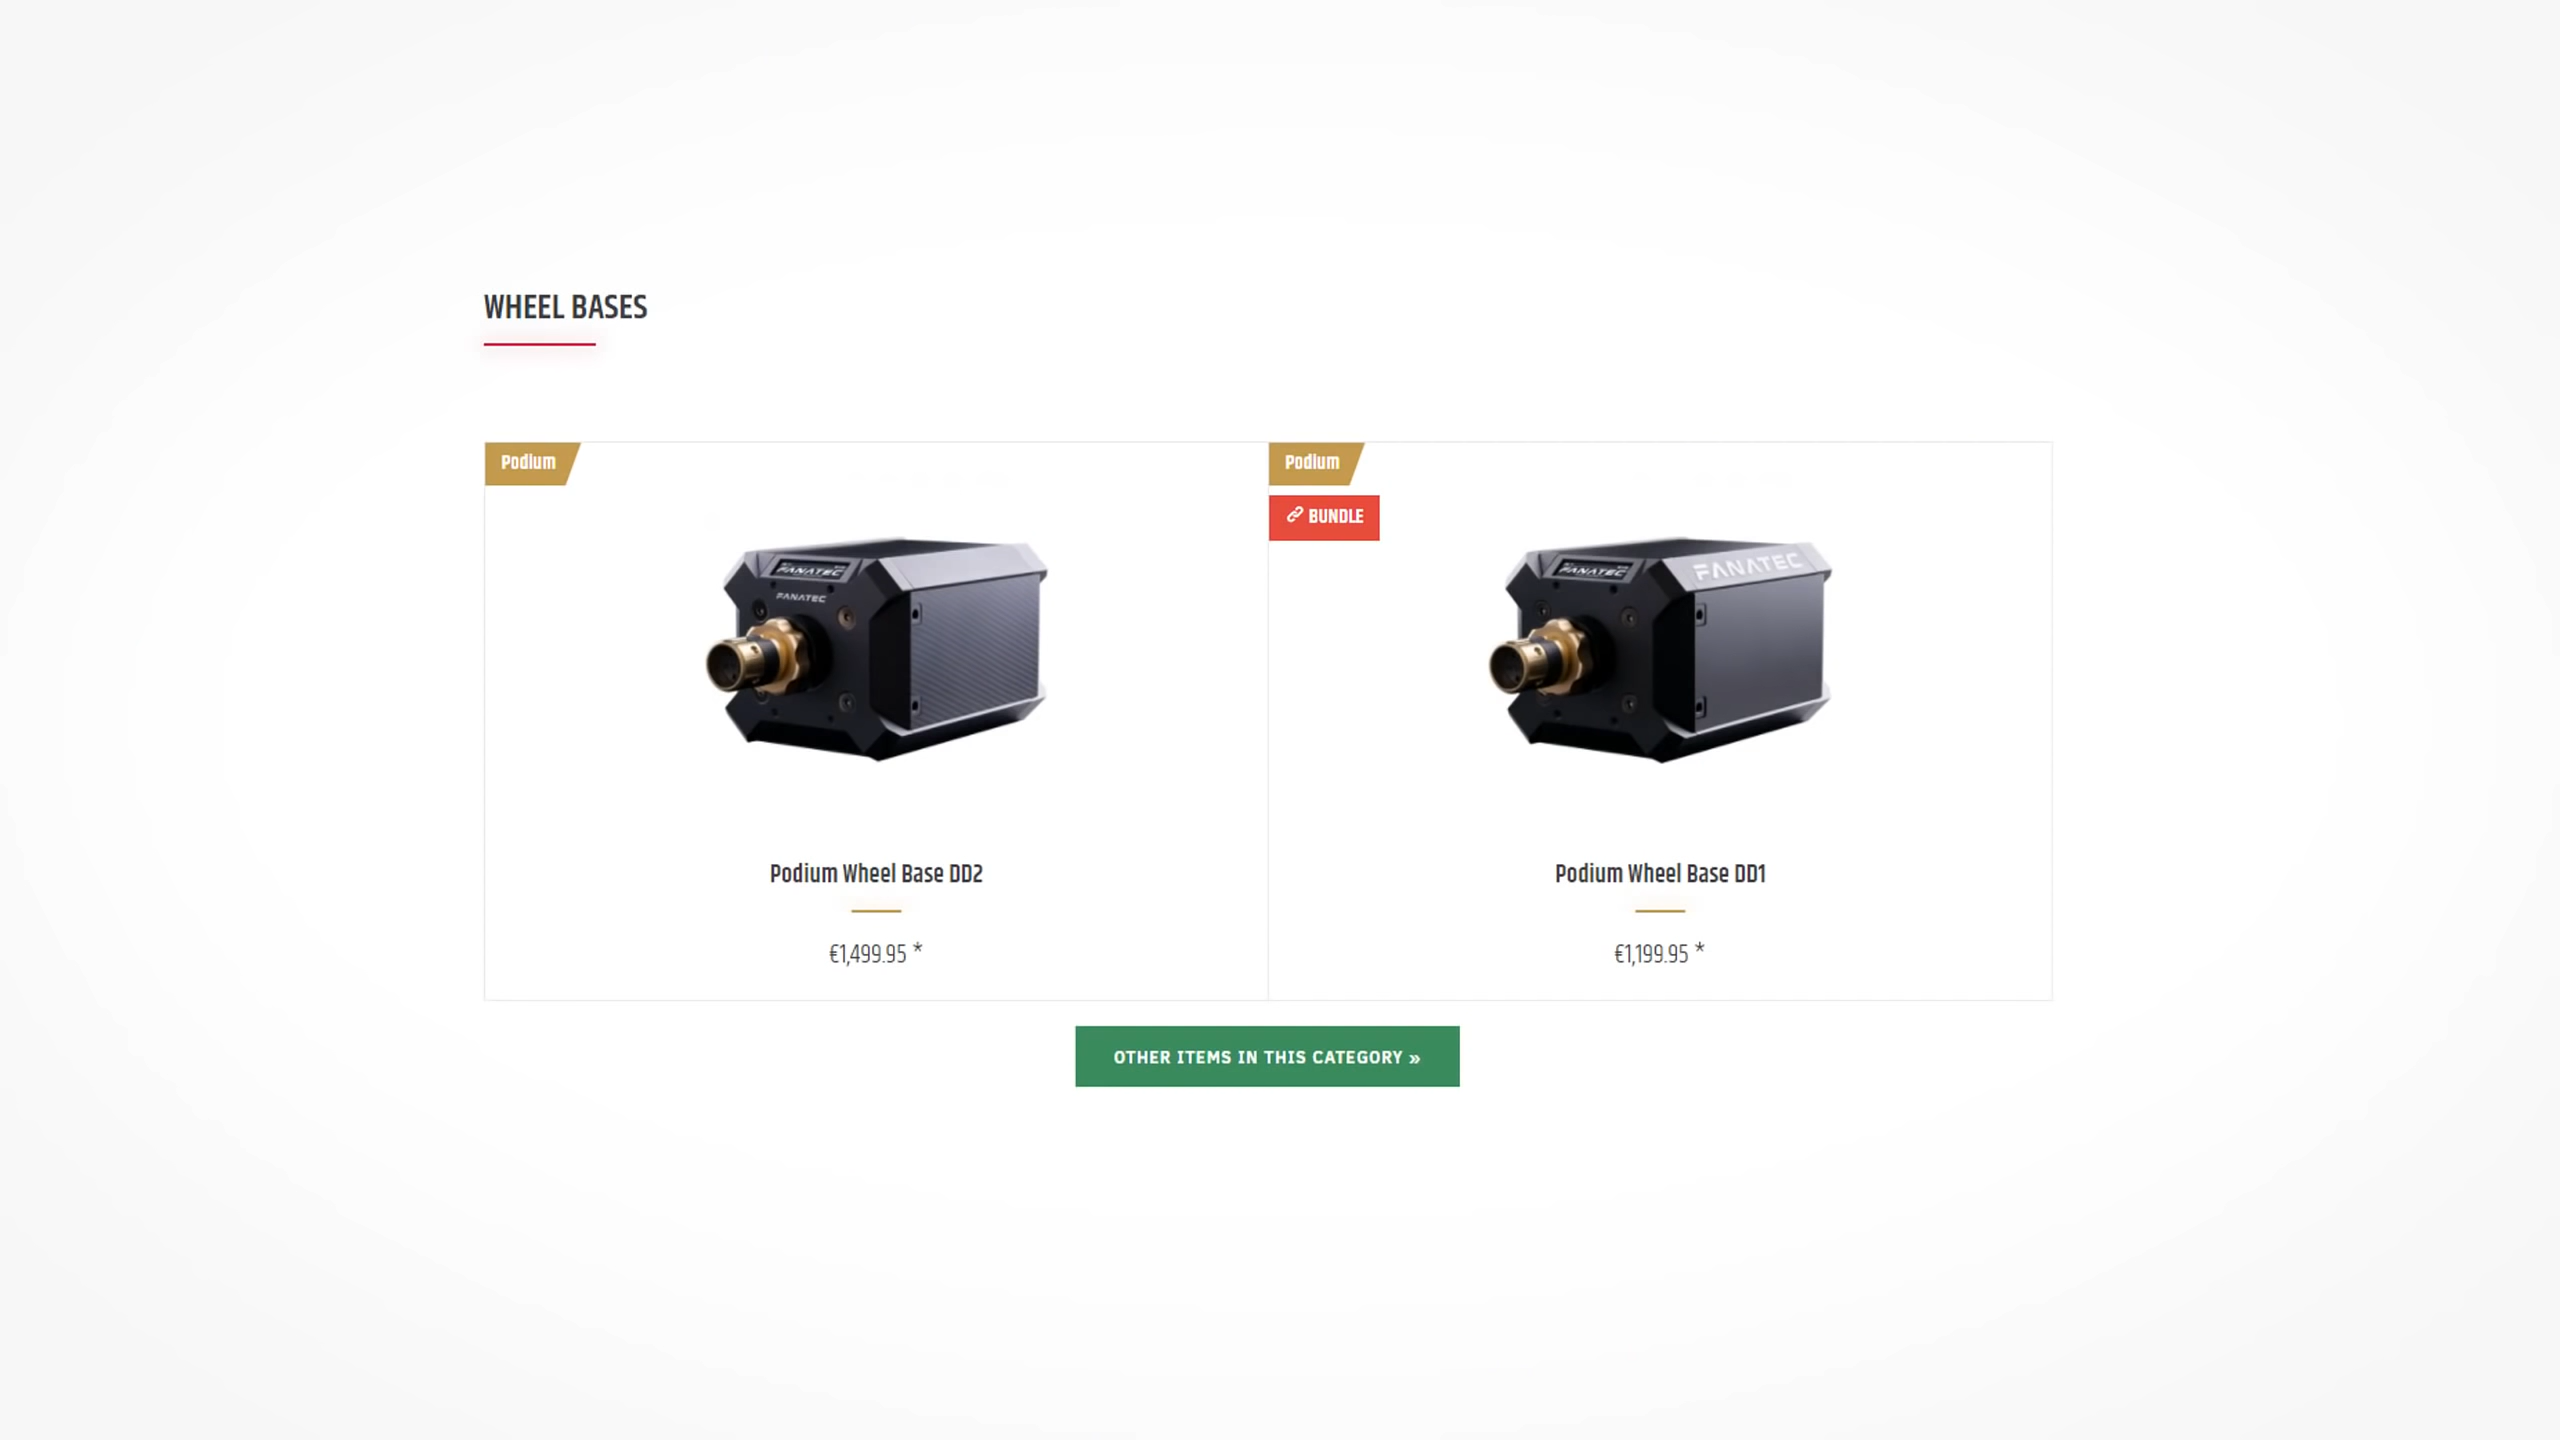 WHEEL BASES
Podium
Podium
BUNDLE
FANATEC
FANATEC
FANATEC
FANATEC
Podium Wheel Base DD2
Podium Wheel Base DD1
€1,499.95 *
€1,199.95 *
OTHER ITEMS IN THIS CATEGORY »